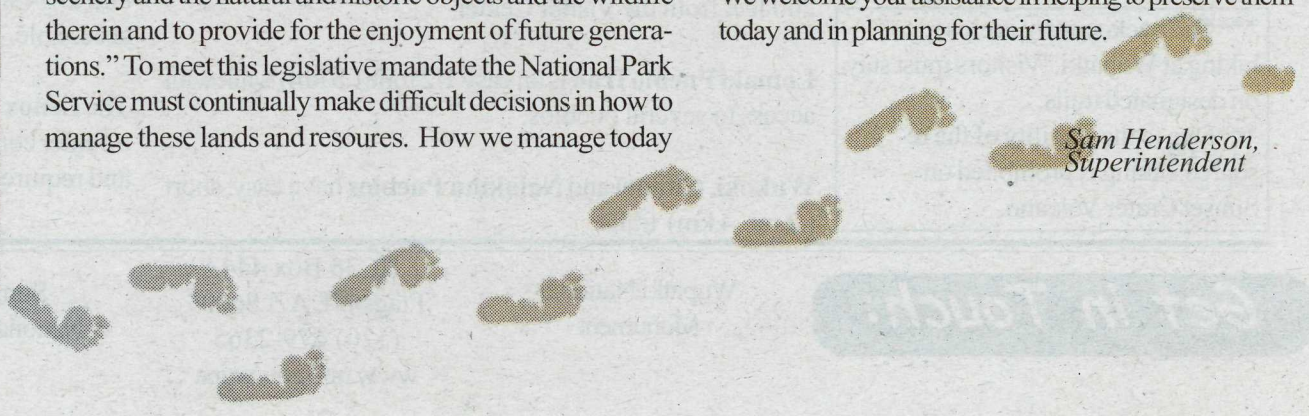 scenery and the natural and historic objects and the wildlife
therein and to provide for the enjoyment of future genera-
tions." To meet this legislative mandate the National Park
Service must continually make difficult decisions in how to
manage these lands and resoures. How we manage today
We welcome your assistance in helping to preserve them
today and in planning for their future.
Sam Henderson,
Superintendent
Get in Touch: